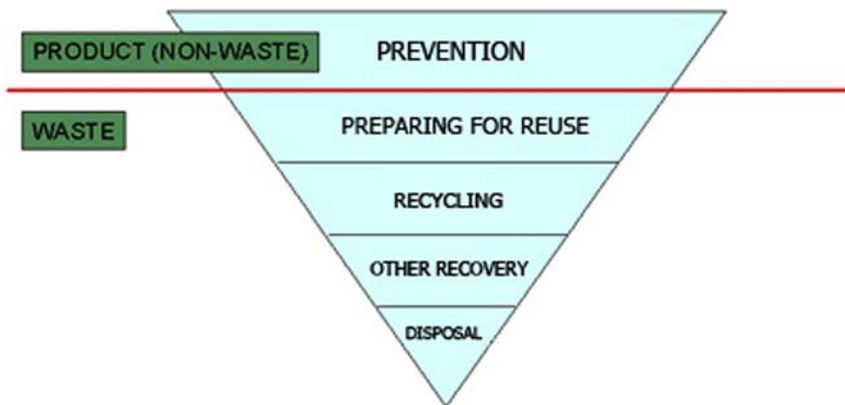 PRODUCT (NON-WASTE)
PREVENTION
WASTE
PREPARING FOR REUSE
RECYCLING
OTHER RECOVERY
DISPOSAL